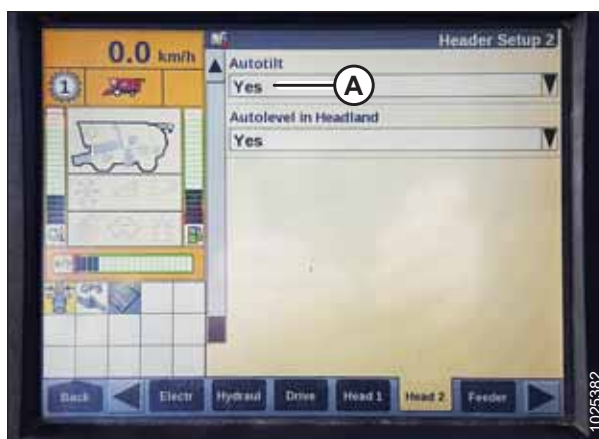 0.0 km/h
Header Setup 2
1
Autotilt
Yes
A
Autolevel in Headland
Yes
Back
Electr
Hydraul
Drive
Head 1
Head 2
Feeder
1025382